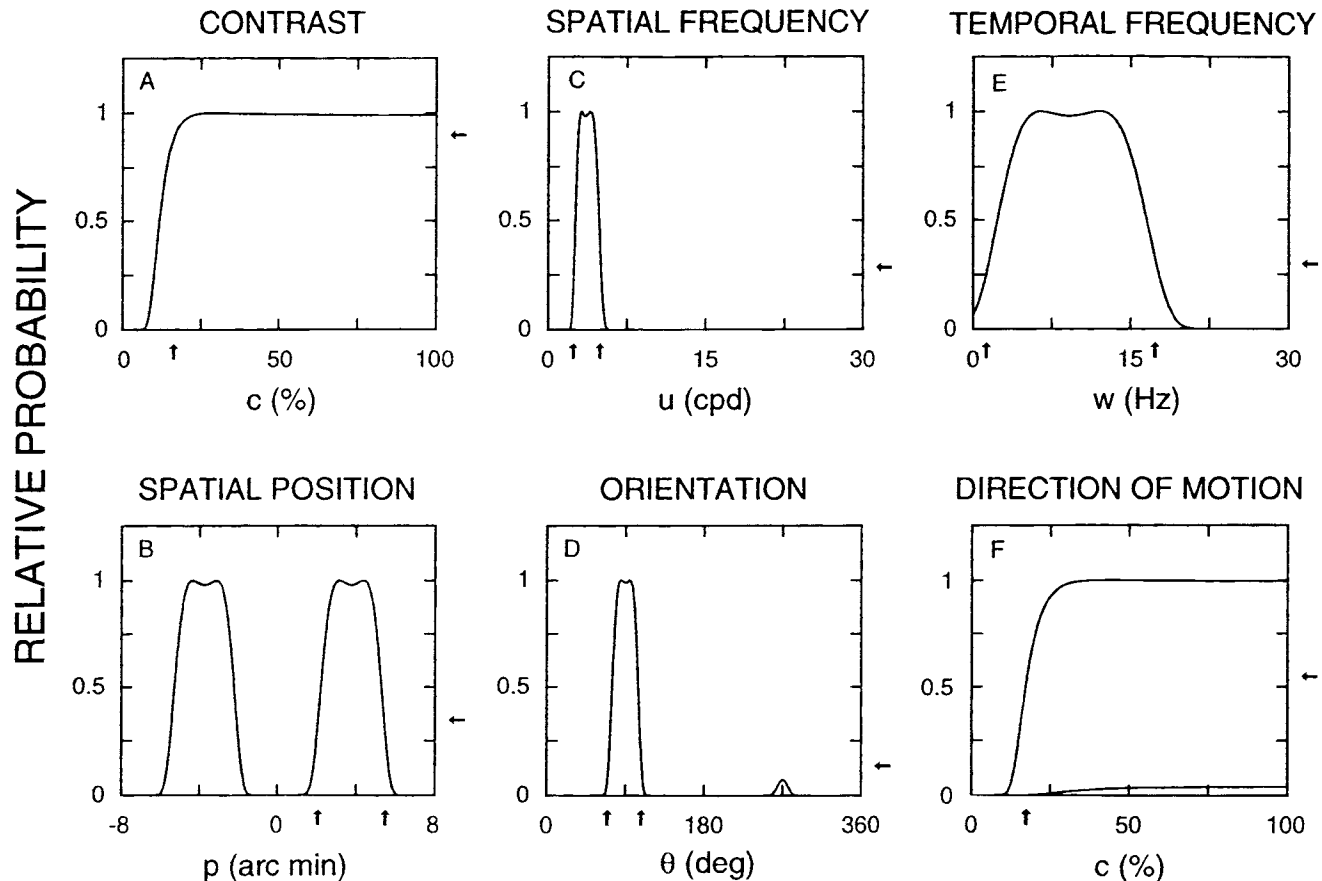 RELATIVE PROBABILITY
CONTRAST
A
1
0.5
0
0 50 100
c (%)
SPATIAL FREQUENCY
C
1
0.5
0
0 15 30
u (cpd)
TEMPORAL FREQUENCY
E
1
0.5
0
0 15 30
w (Hz)
SPATIAL POSITION
B
1
0.5
0
-8 0 8
p (arc min)
ORIENTATION
D
1
0.5
0
0 180 360
θ (deg)
DIRECTION OF MOTION
F
1
0.5
0
0 50 100
c (%)